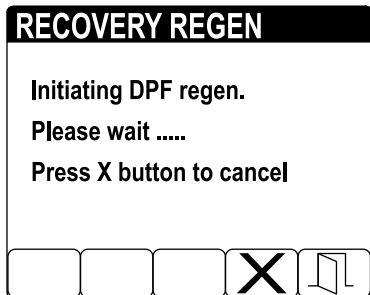 RECOVERY REGEN
Initiating DPF regen.
Please wait .....
Press X button to cancel
X